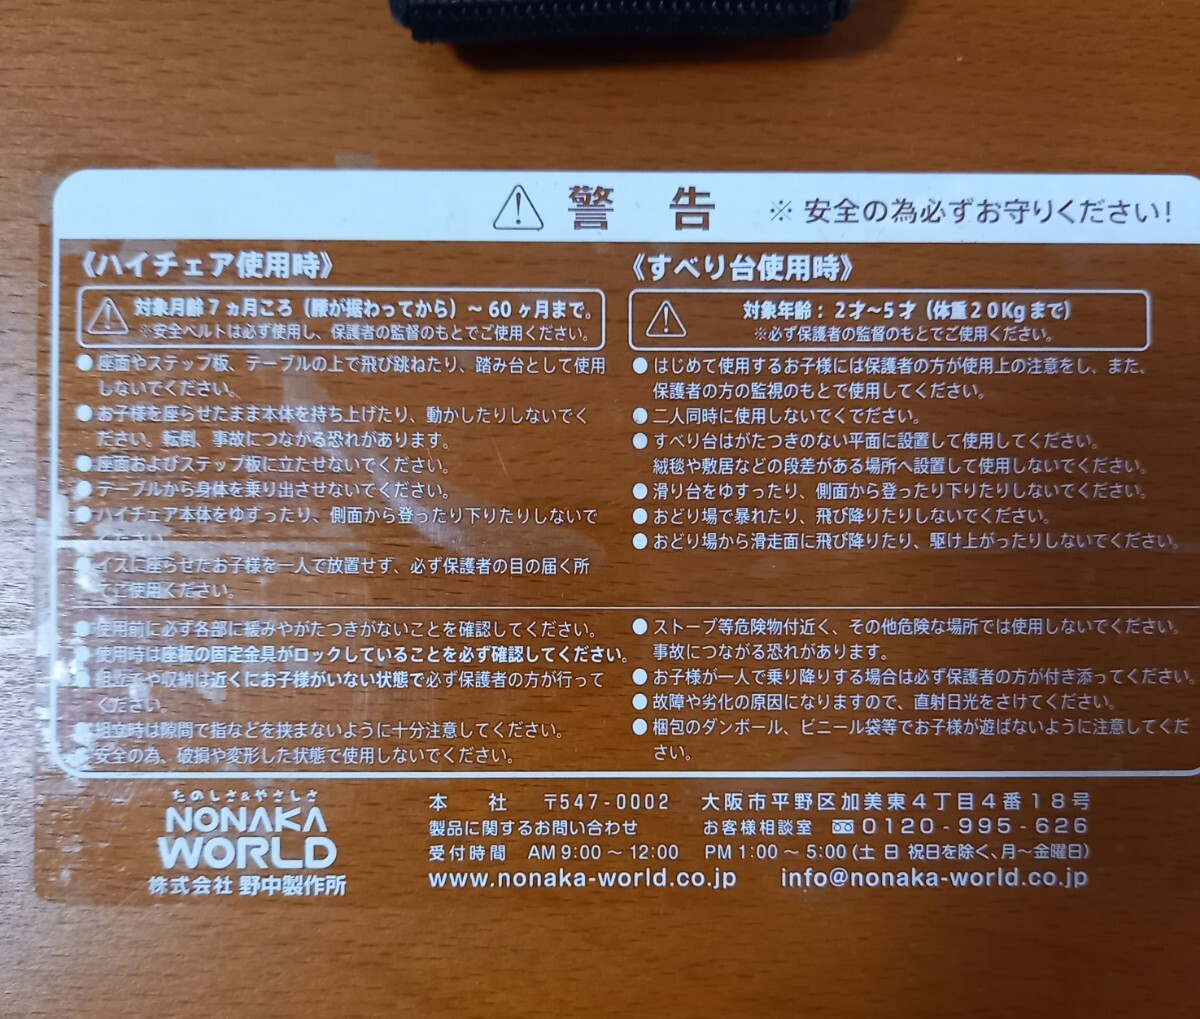 ⚠ 警 告 ※ 安全の為必ずお守りください!
《ハイチェア使用時》
対象月齢7ヵ月ころ(腰が据わってから)~60ヶ月まで。
※安全ベルトは必ず使用し、保護者の監督のもとでご使用ください。
●座面やステップ板、テーブルの上で飛び跳ねたり、踏み台として使用
しないでください。
●お子様を座らせたまま本体を持ち上げたり、動かしたりしないでく
ださい。転倒、事故につながる恐れがあります。
●座面およびステップ板に立たせないでください。
●テーブルから身体を乗り出させないでください。
●ハイチェア本体をゆすったり、側面から登ったり下りたりしないで
ください。
●イスに座らせたお子様を一人で放置せず、必ず保護者の目の届く所
でご使用ください。
《すべり台使用時》
対象年齢:2才~5才(体重20Kgまで)
※必ず保護者の監督のもとでご使用ください。
●はじめて使用するお子様には保護者の方が使用上の注意をし、また、
保護者の方の監視のもとで使用してください。
●二人同時に使用しないでくでださい。
●すべり台はがたつきのない平面に設置して使用してください。
絨毯や敷居などの段差がある場所へ設置して使用しないでください。
●滑り台をゆすったり、側面から登ったり下りたりしないでください。
●おどり場で暴れたり、飛び降りたりしないでください。
●おどり場から滑走面に飛び降りたり、駆け上がったりしないでください。
●使用前に必ず各部に緩みやがたつきがないことを確認してください。
●使用時は座板の固定金具がロックしていることを必ず確認してください。
●組立てや収納は近くにお子様がいない状態で必ず保護者の方が行って
ください。
●組立時は隙間で指などを挟まないように十分注意してください。
●安全の為、破損や変形した状態で使用しないでください。
●ストーブ等危険物付近く、その他危険な場所では使用しないでください。
事故につながる恐れがあります。
●お子様が一人で乗り降りする場合は必ず保護者の方が付き添ってください。
●故障や劣化の原因になりますので、直射日光をさけてください。
●梱包のダンボール、ビニール袋等でお子様が遊ばないように注意してくだ
さい。
たのしさ&やさしさ
NONAKA
WORLD
株式会社 野中製作所
本 社 〒547-0002 大阪市平野区加美東4丁目4番18号
製品に関するお問い合わせ お客様相談室 0120-995-626
受付時間 AM 9:00~12:00 PM 1:00~5:00(土 日 祝日を除く、月~金曜日)
www.nonaka-world.co.jp info@nonaka-world.co.jp